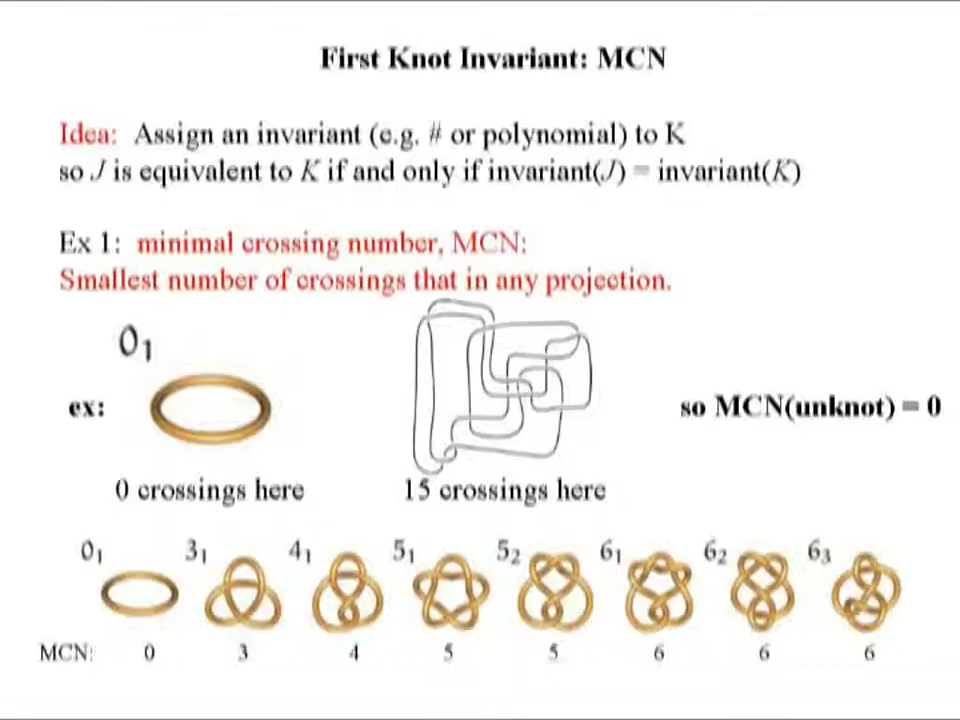 First Knot Invariant: MCN
Idea: Assign an invariant (e.g. # or polynomial) to K
so J is equivalent to K if and only if invariant(J) = invariant(K)
Ex 1: minimal crossing number, MCN:
Smallest number of crossings that in any projection.
0₁
ex:
so MCN(unknot) = 0
0 crossings here 15 crossings here
0₁ 3₁ 4₁ 5₁ 5₂ 6₁ 6₂ 6₃
MCN: 0 3 4 5 5 6 6 6